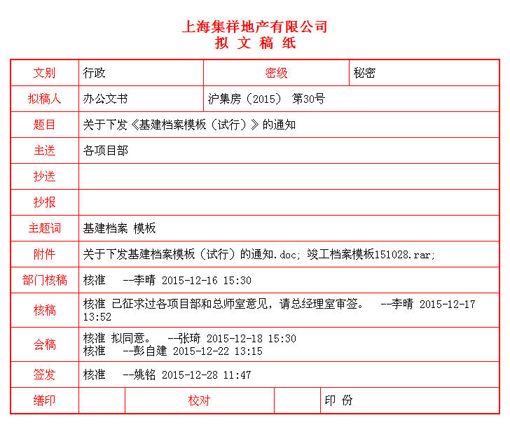 上海集祥地产有限公司
拟 文 稿 纸
文别 行政 密级 秘密
拟稿人 办公文书 沪集房（2015） 第30号
题目 关于下发《基建档案模板（试行）》的通知
主送 各项目部
抄送
抄报
主题词 基建档案 模板
附件 关于下发基建档案模板（试行）的通知.doc; 竣工档案模板151028.rar;
部门核稿 核准 --李晴 2015-12-16 15:30
核稿 核准 已征求过各项目部和总师室意见，请总经理室审签。 --李晴 2015-12-17
13:52
会稿 核准 拟同意。 --张琦 2015-12-18 15:30
核准 --彭自建 2015-12-22 13:15
签发 核准 --姚铭 2015-12-28 11:47
缮印 校对 印 份